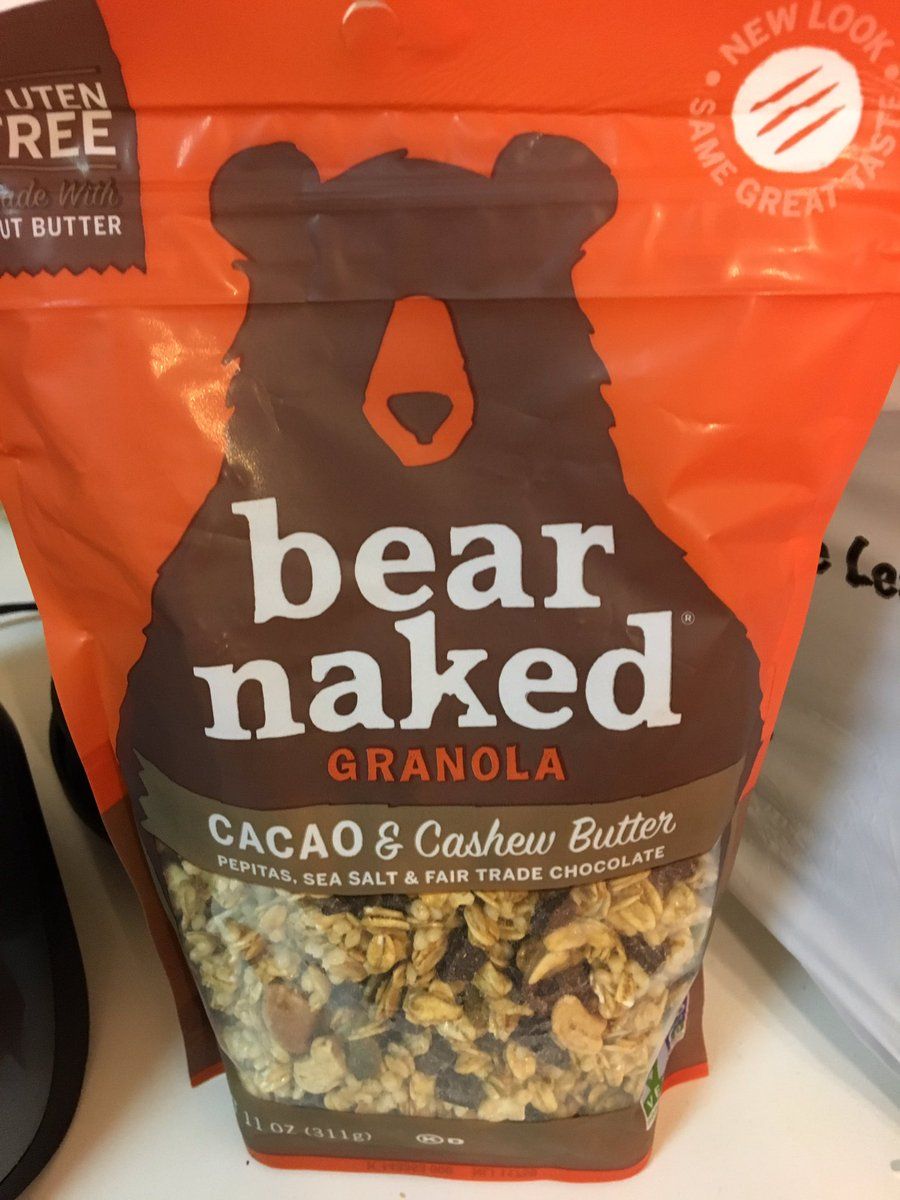 UTEN
FREE
ade With
UT BUTTER
NEW LOOK
SAME GREAT TASTE
bear
naked®
GRANOLA
CACAO & Cashew Butter
PEPITAS, SEA SALT & FAIR TRADE CHOCOLATE
11 OZ (311g)
K D
Le